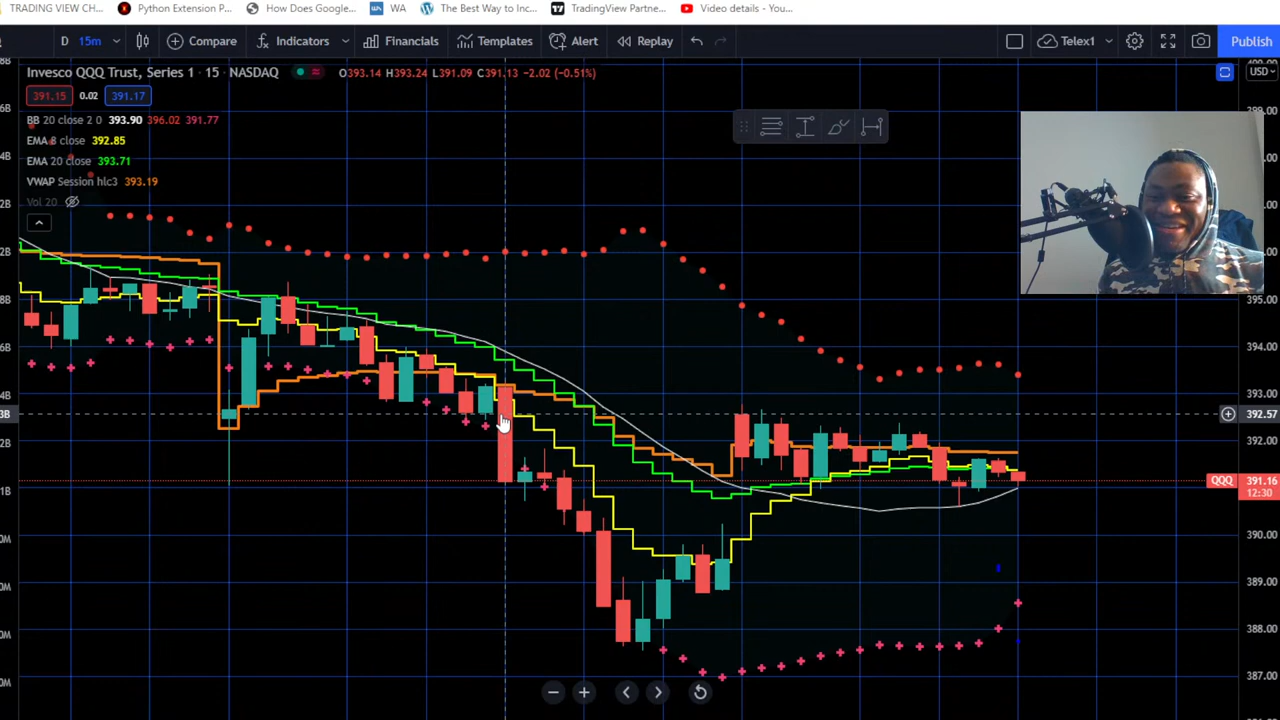 TRADING VIEW CH... Python Extension P... How Does Google... WA The Best Way to Inc... TradingView Partne... Video details - You...
D 15m Compare Indicators Financials Templates Alert Replay Telex1 Publish
Invesco QQQ Trust, Series 1 · 15 · NASDAQ O393.14 H393.24 L391.09 C391.13 -2.02 (-0.51%) USD
391.15 0.02 391.17
BB 20 close 2 0 393.90 396.02 391.77
EMA 8 close 392.85
EMA 20 close 393.71
VWAP Session hlc3 393.19
Vol 20
395.00
394.00
393.00
392.57
392.00
QQQ 391.16
12:30
390.00
389.00
388.00
387.00